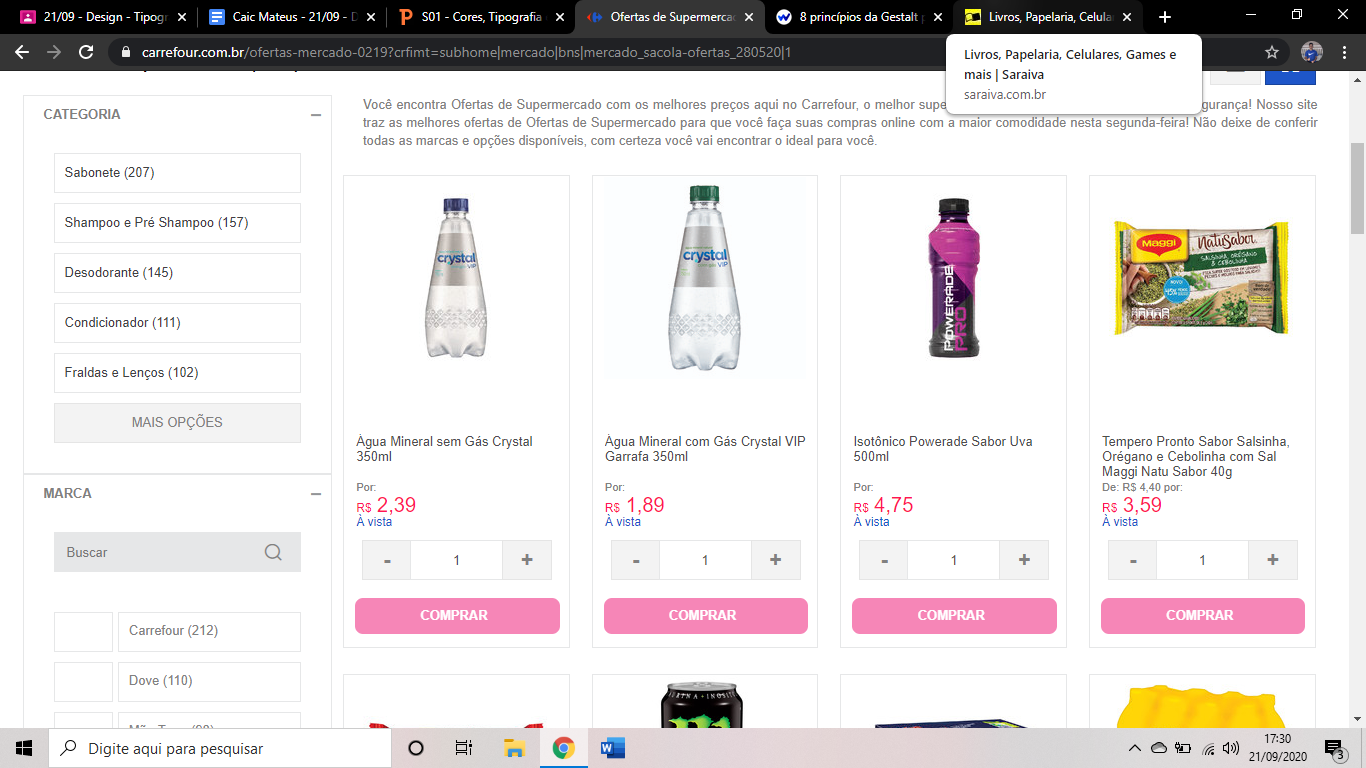 21/09 - Design - Tipogr
Caic Mateus - 21/09 - D
S01 - Cores, Tipografia
Ofertas de Supermercado
8 princípios da Gestalt p
Livros, Papelaria, Celular
carrefour.com.br/ofertas-mercado-0219?crfimt=subhome|mercado|bns|mercado_sacola-ofertas_280520|1
Livros, Papelaria, Celulares, Games e
mais | Saraiva
saraiva.com.br
CATEGORIA
Sabonete (207)
Shampoo e Pré Shampoo (157)
Desodorante (145)
Condicionador (111)
Fraldas e Lenços (102)
MAIS OPÇÕES
MARCA
Buscar
Carrefour (212)
Dove (110)
Você encontra Ofertas de Supermercado com os melhores preços aqui no Carrefour, o melhor supe gurança! Nosso site
traz as melhores ofertas de Ofertas de Supermercado para que você faça suas compras online com a maior comodidade nesta segunda-feira! Não deixe de conferir
todas as marcas e opções disponíveis, com certeza você vai encontrar o ideal para você.
crystal
Água Mineral sem Gás Crystal
350ml
Por:
R$ 2,39
À vista
- 1 +
COMPRAR
crystal
VIP
Água Mineral com Gás Crystal VIP
Garrafa 350ml
Por:
R$ 1,89
À vista
- 1 +
COMPRAR
POWERADE
PRO
Isotônico Powerade Sabor Uva
500ml
Por:
R$ 4,75
À vista
- 1 +
COMPRAR
Maggi
NatuSabor
SALSINHA, ORÉGANO
& CEBOLINHA
Tempero Pronto Sabor Salsinha,
Orégano e Cebolinha com Sal
Maggi Natu Sabor 40g
De: R$ 4,40 por:
R$ 3,59
À vista
- 1 +
COMPRAR
Digite aqui para pesquisar
17:30
21/09/2020
3